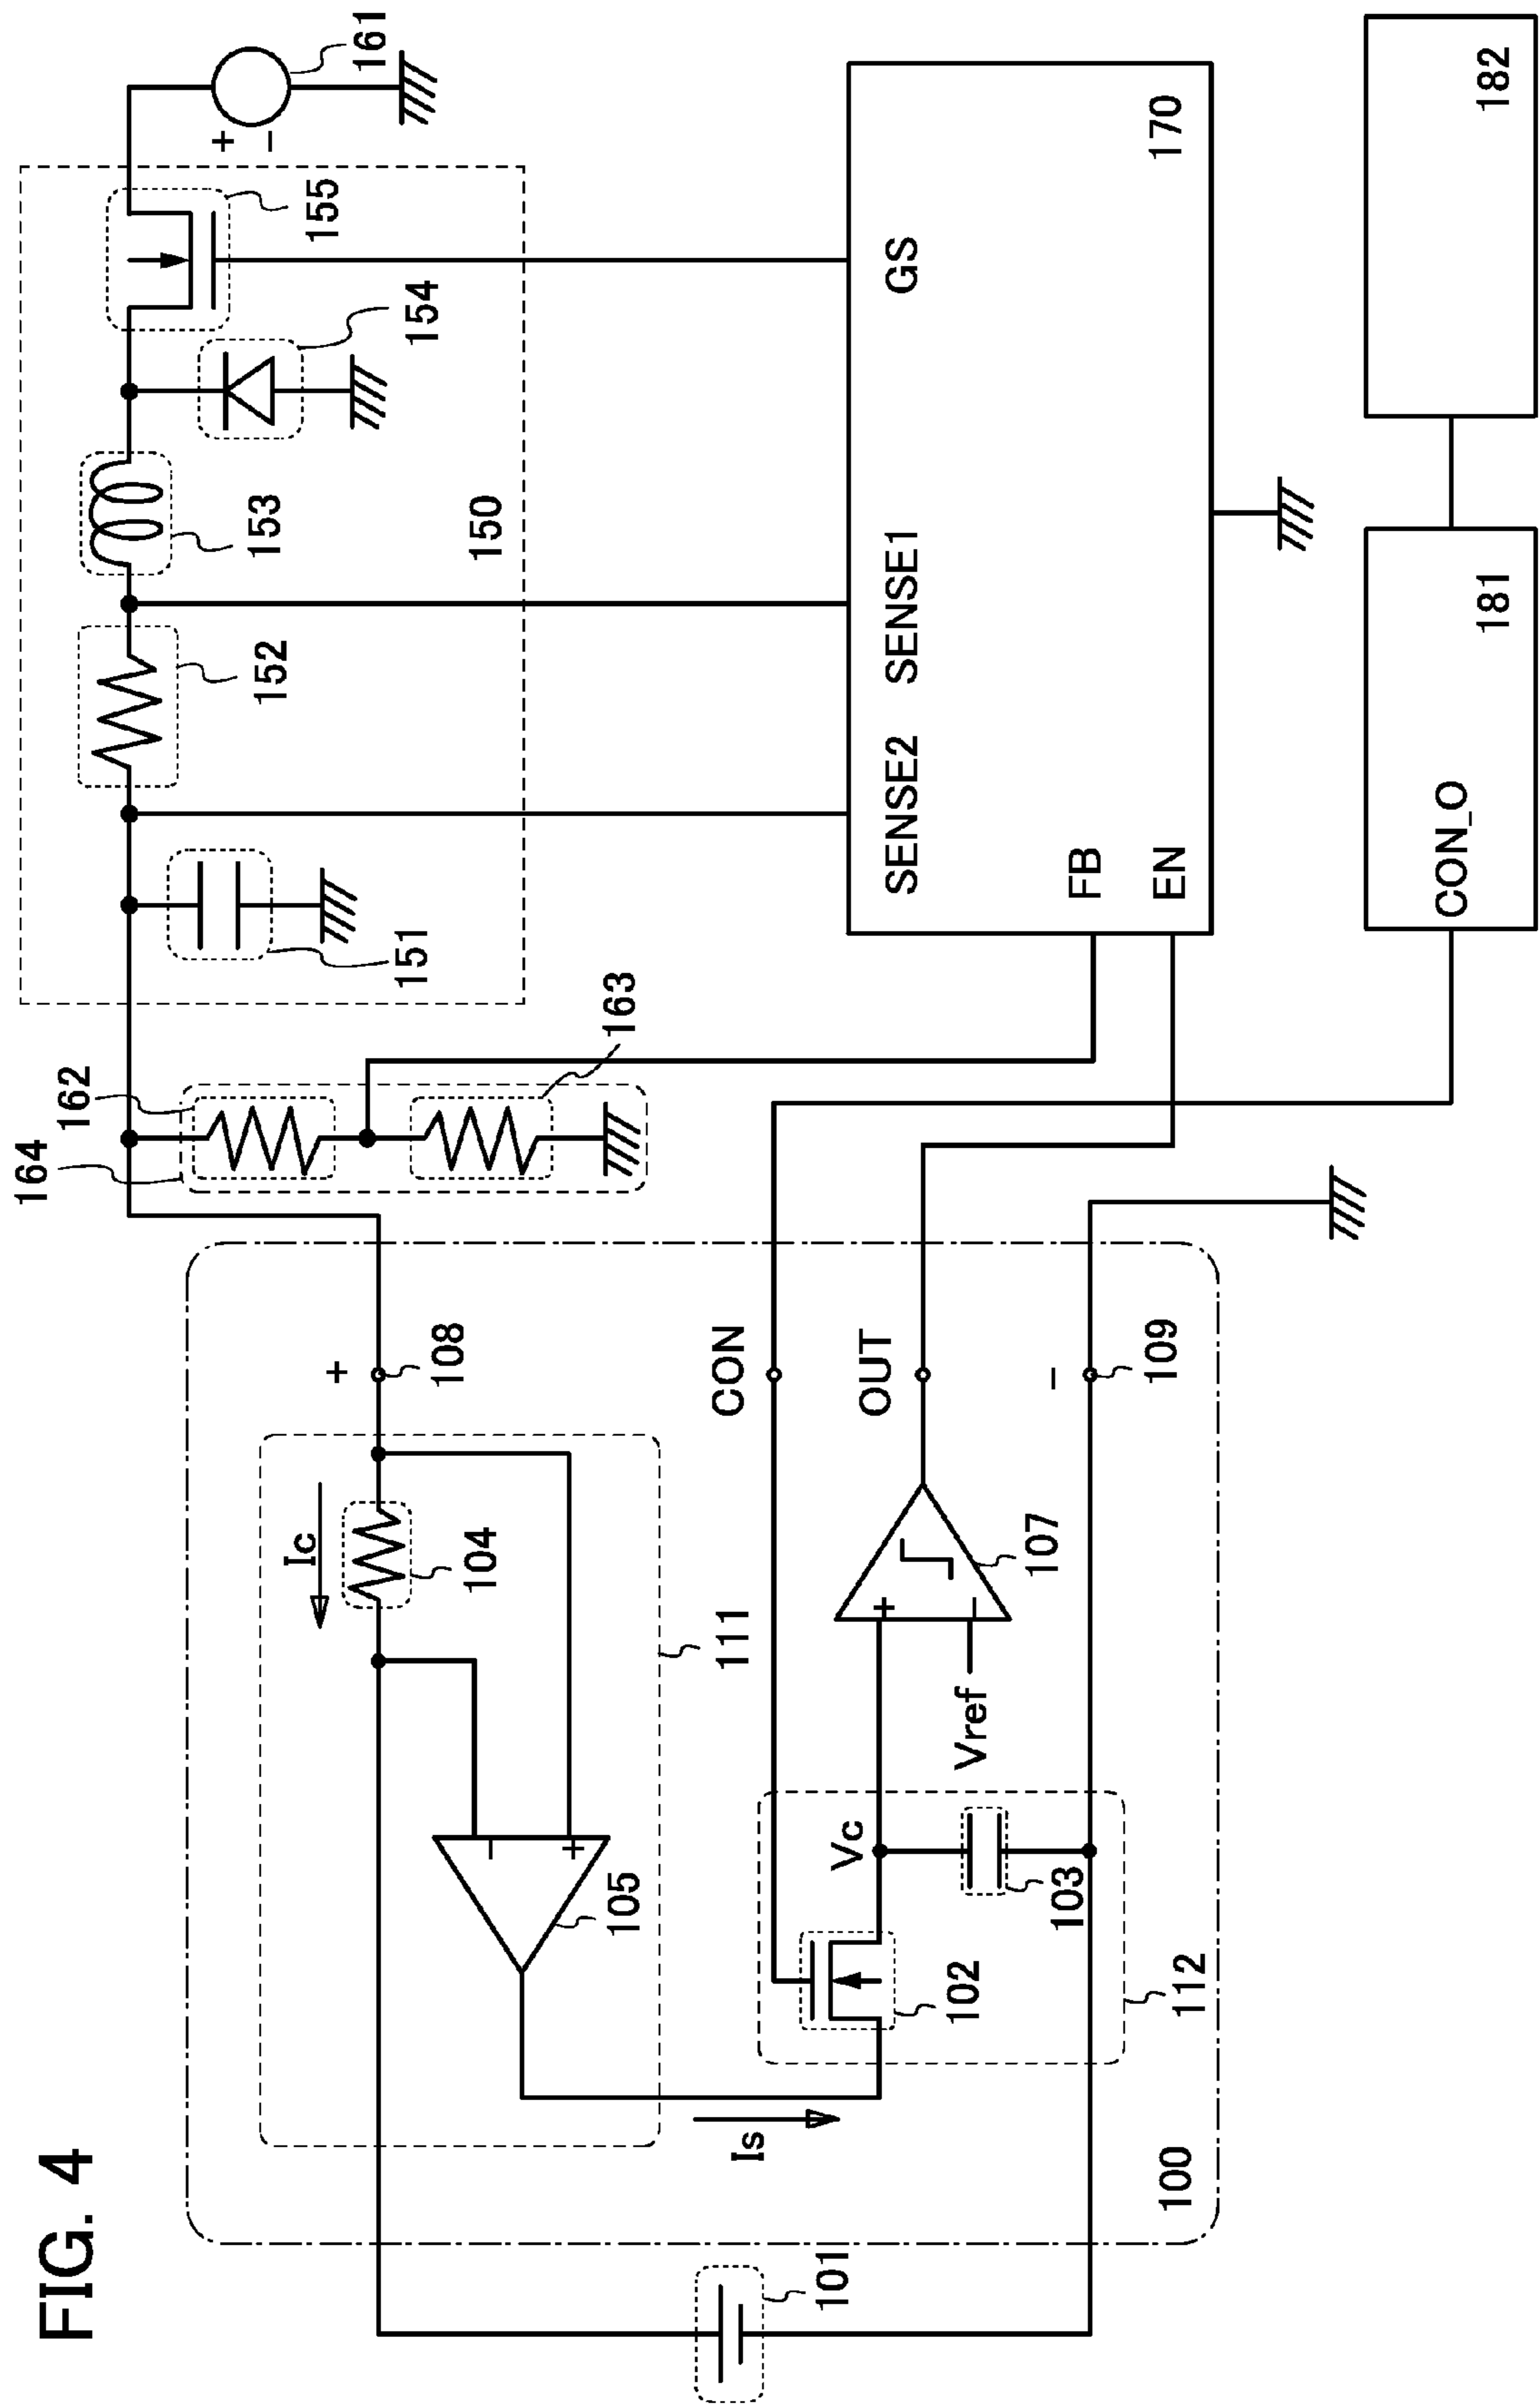 FIG. 4
164
162
163
151
152
153
150
154
155
+
−
161
+
108
Ic
104
105
111
Is
CON
OUT
−
109
−
+
+
−
107
Vref
Vc
102
103
112
100
101
SENSE2
SENSE1
GS
FB
EN
170
CON_O
181
182